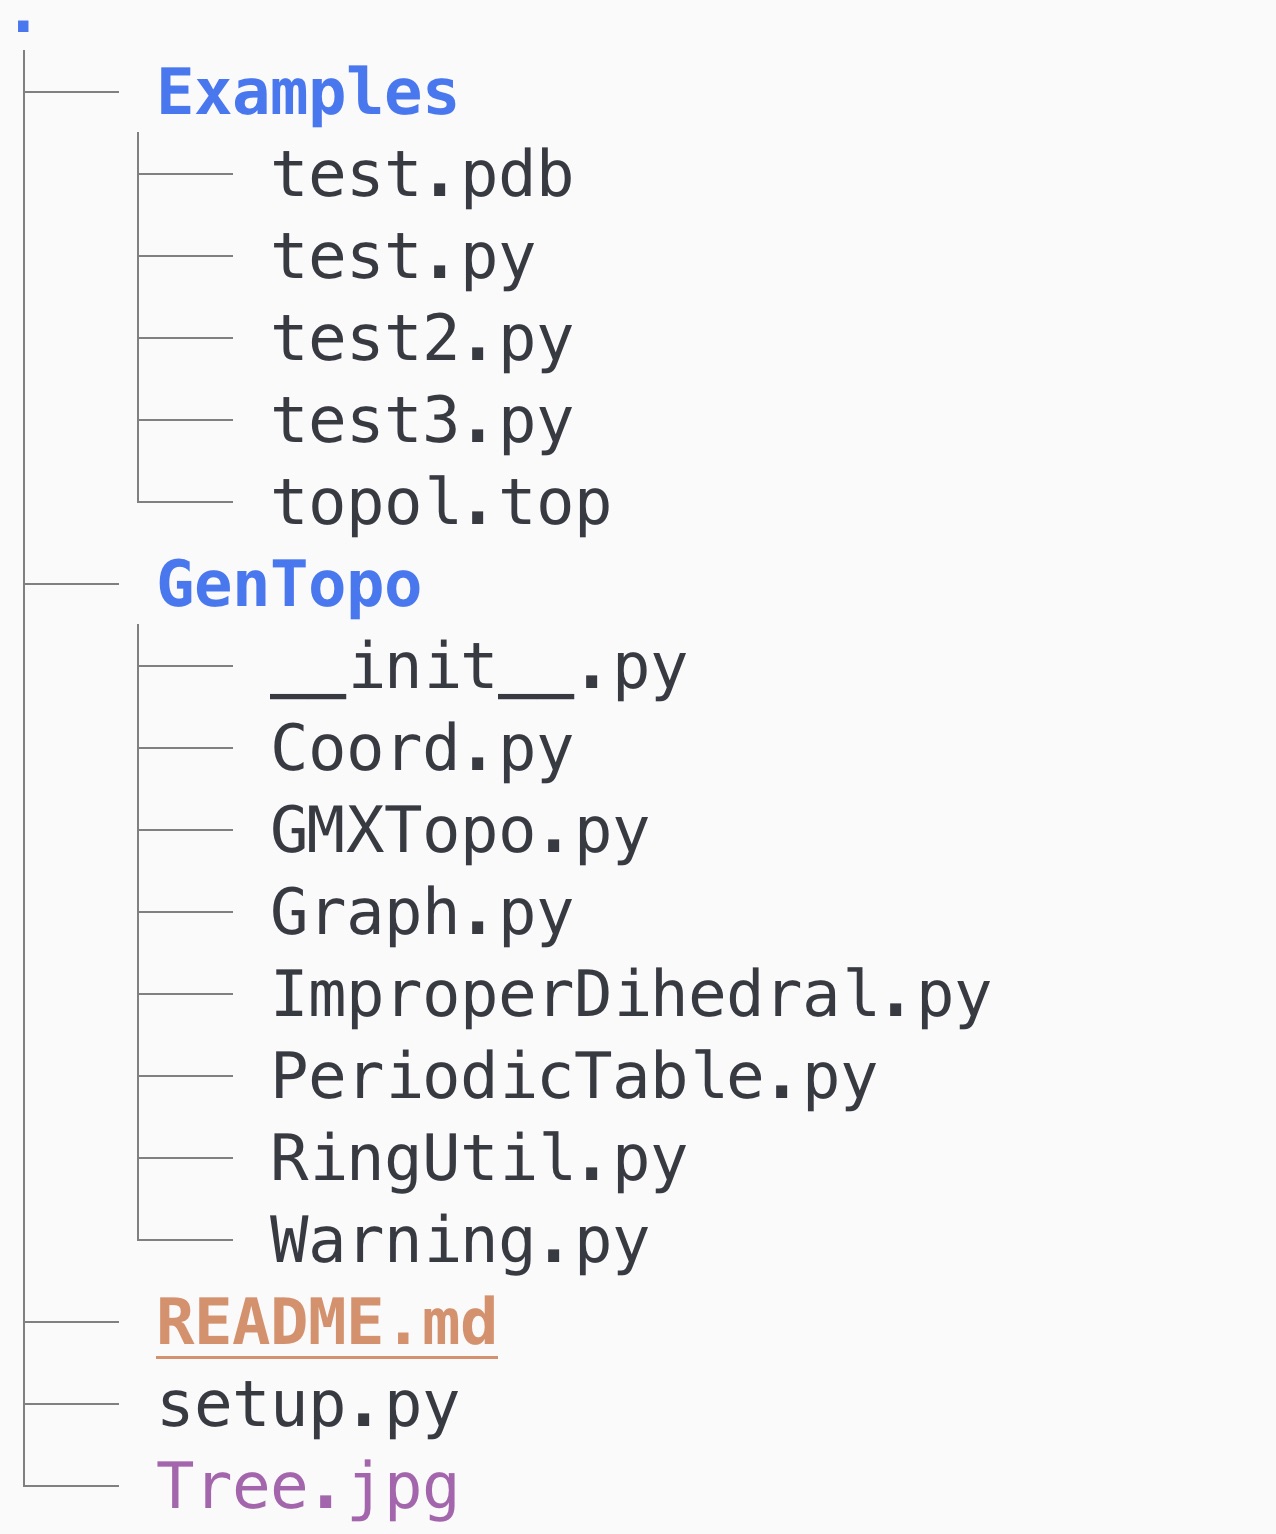 .
Examples
test.pdb
test.py
test2.py
test3.py
topol.top
GenTopo
__init__.py
Coord.py
GMXTopo.py
Graph.py
ImproperDihedral.py
PeriodicTable.py
RingUtil.py
Warning.py
README.md
setup.py
Tree.jpg